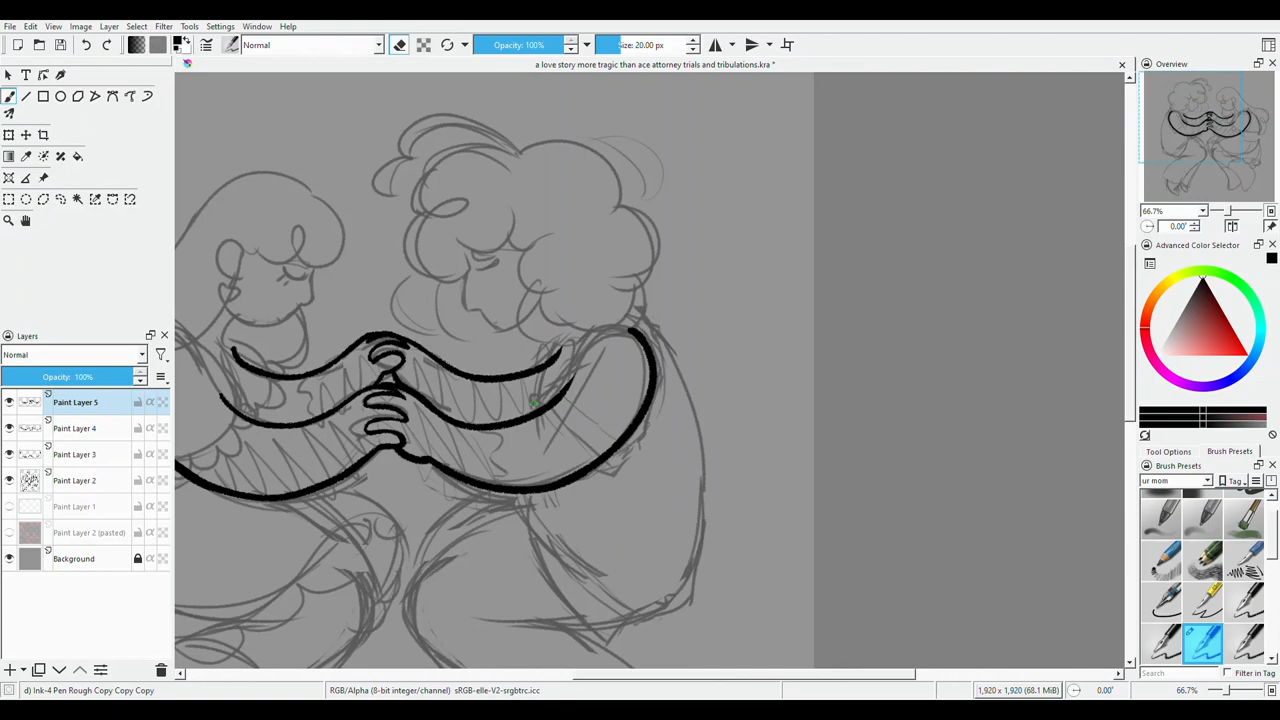 File Edit View Image Layer Select Filter Tools Settings Window Help
Normal
Opacity: 100%
Size: 20.00 px
a love story more tragic than ace attorney trials and tribulations.kra *
Overview
66.7%
0.00°
Advanced Color Selector
Layers
Normal
Opacity: 100%
Paint Layer 5
Paint Layer 4
Paint Layer 3
Paint Layer 2
Paint Layer 1
Paint Layer 2 (pasted)
Background
Tool Options Brush Presets
Brush Presets
ur mom
Tag
Search
Filter in Tag
d) Ink-4 Pen Rough Copy Copy Copy
RGB/Alpha (8-bit integer/channel) sRGB-elle-V2-srgbtrc.icc
1,920 x 1,920 (68.1 MiB)
0.00°
66.7%